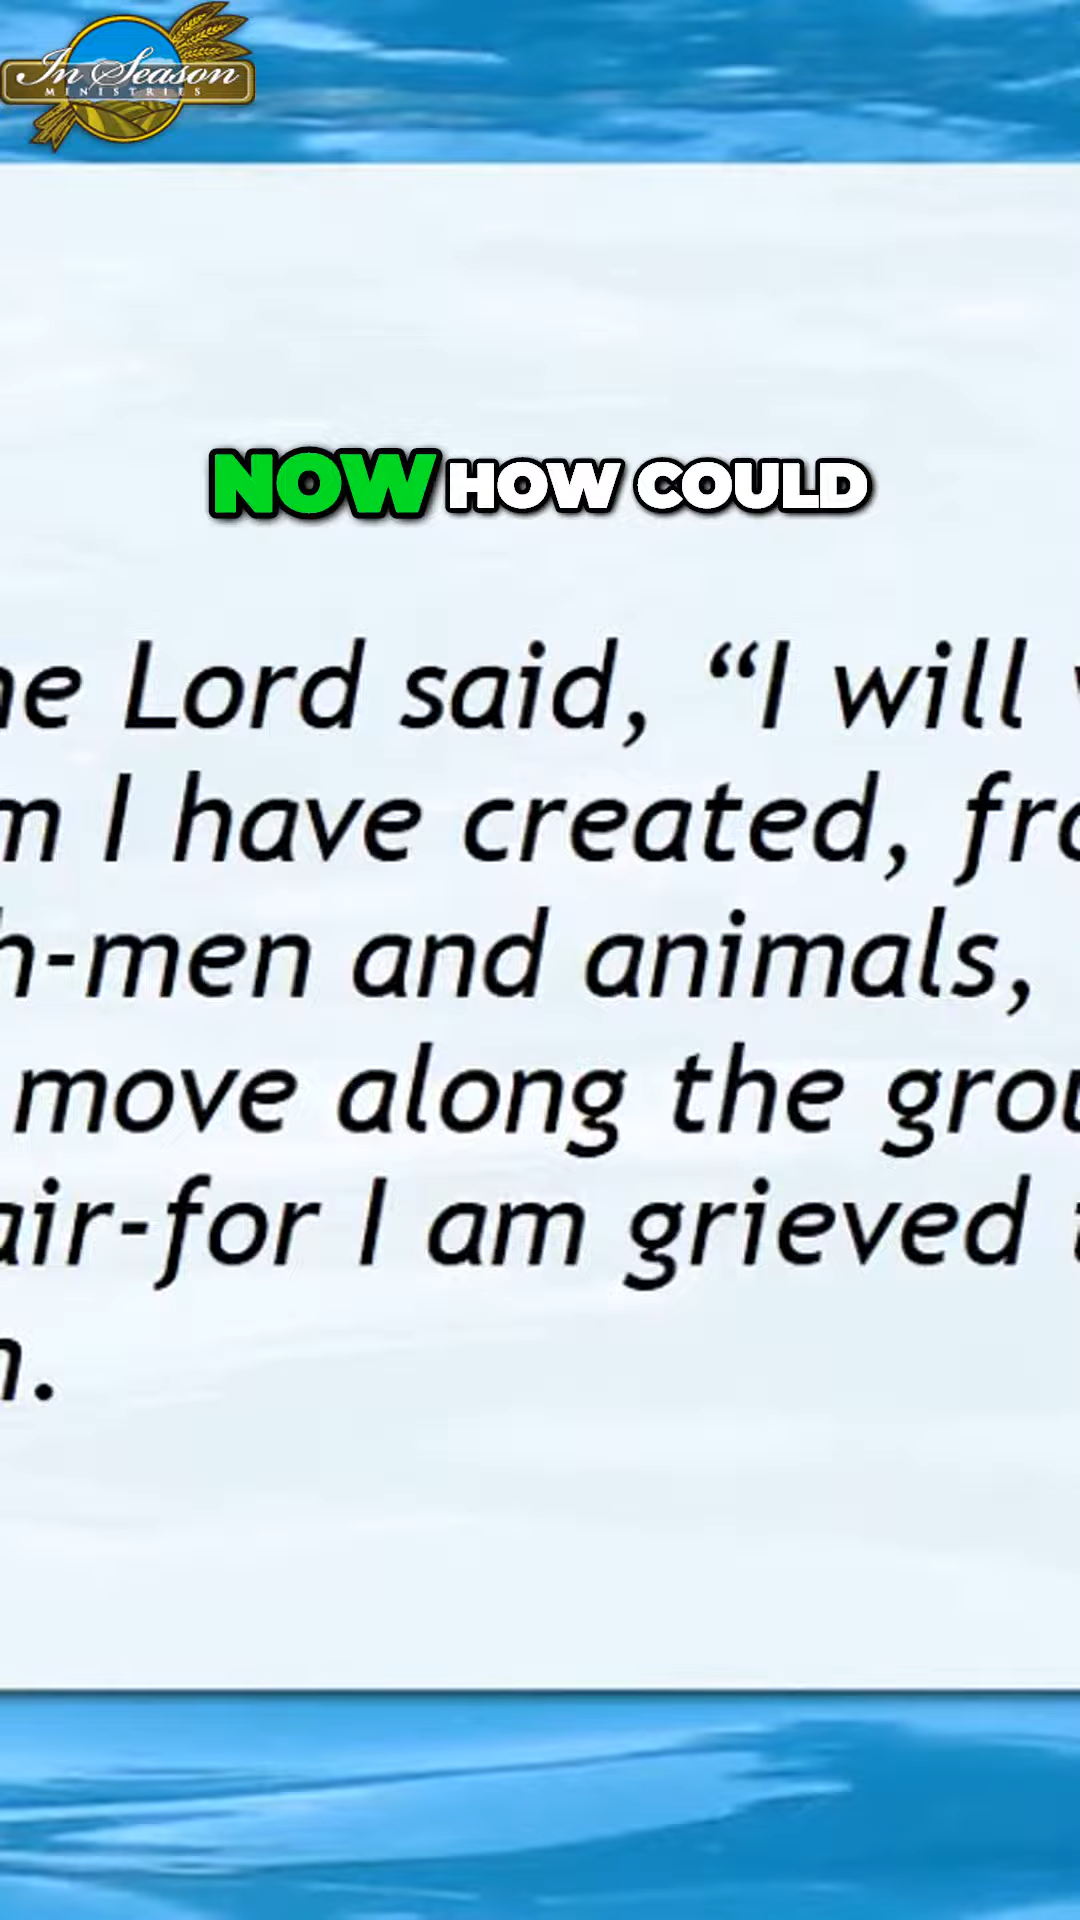 In Season
MINISTRIES
NOW HOW COULD
he Lord said, “I will
m I have created, fro
h-men and animals,
move along the grou
air-for I am grieved t
n.